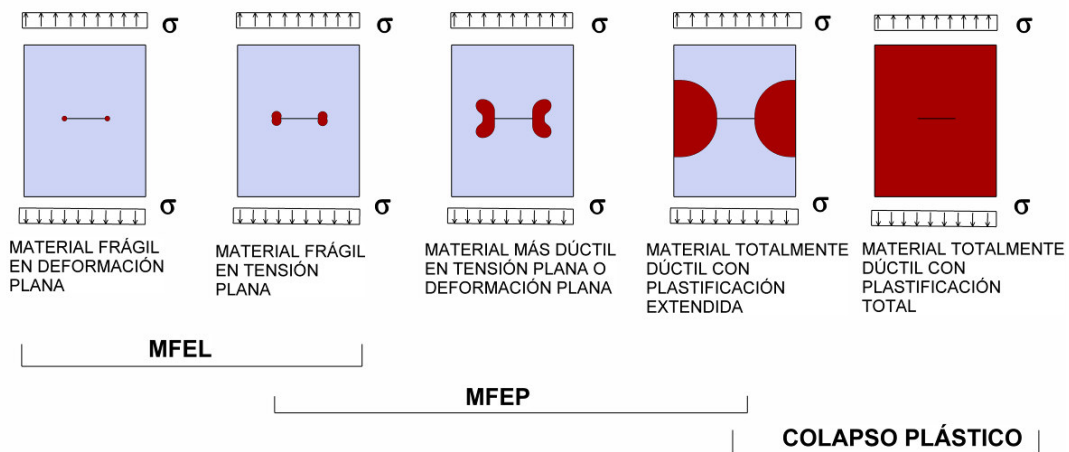 σ
σ
σ
σ
σ
σ
σ
σ
σ
σ
MATERIAL FRÁGIL
EN DEFORMACIÓN
PLANA
MATERIAL FRÁGIL
EN TENSIÓN
PLANA
MATERIAL MÁS DÚCTIL
EN TENSIÓN PLANA O
DEFORMACIÓN PLANA
MATERIAL TOTALMENTE
DÚCTIL CON
PLASTIFICACIÓN
EXTENDIDA
MATERIAL TOTALMENTE
DÚCTIL CON
PLASTIFICACIÓN
TOTAL
MFEL
MFEP
COLAPSO PLÁSTICO